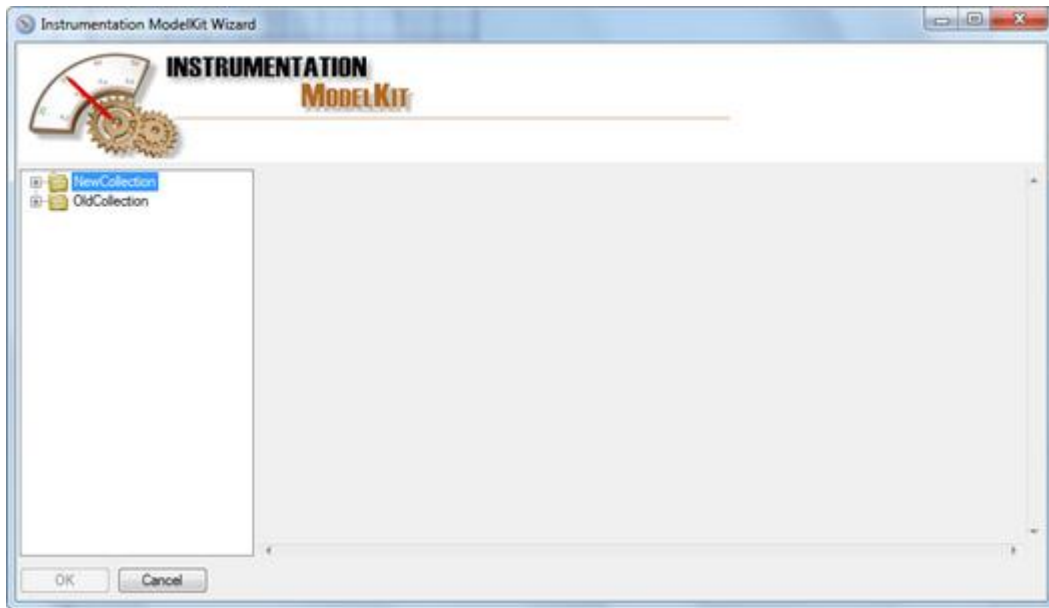 Instrumentation ModelKit Wizard
INSTRUMENTATION
MODELKIT
NewCollection
OldCollection
OK
Cancel